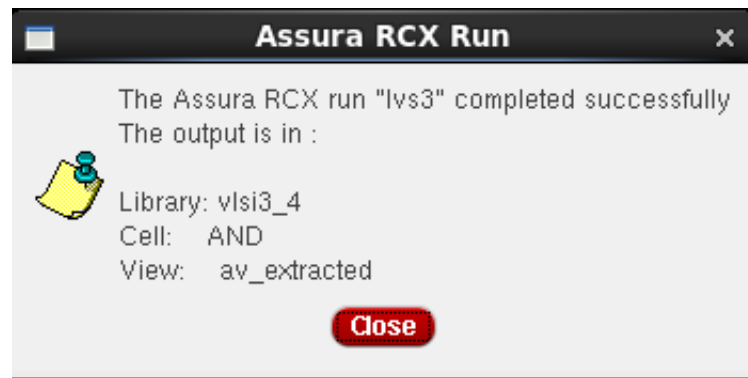 Assura RCX Run
The Assura RCX run "lvs3" completed successfully
The output is in :
Library: vlsi3_4
Cell: AND
View: av_extracted
Close